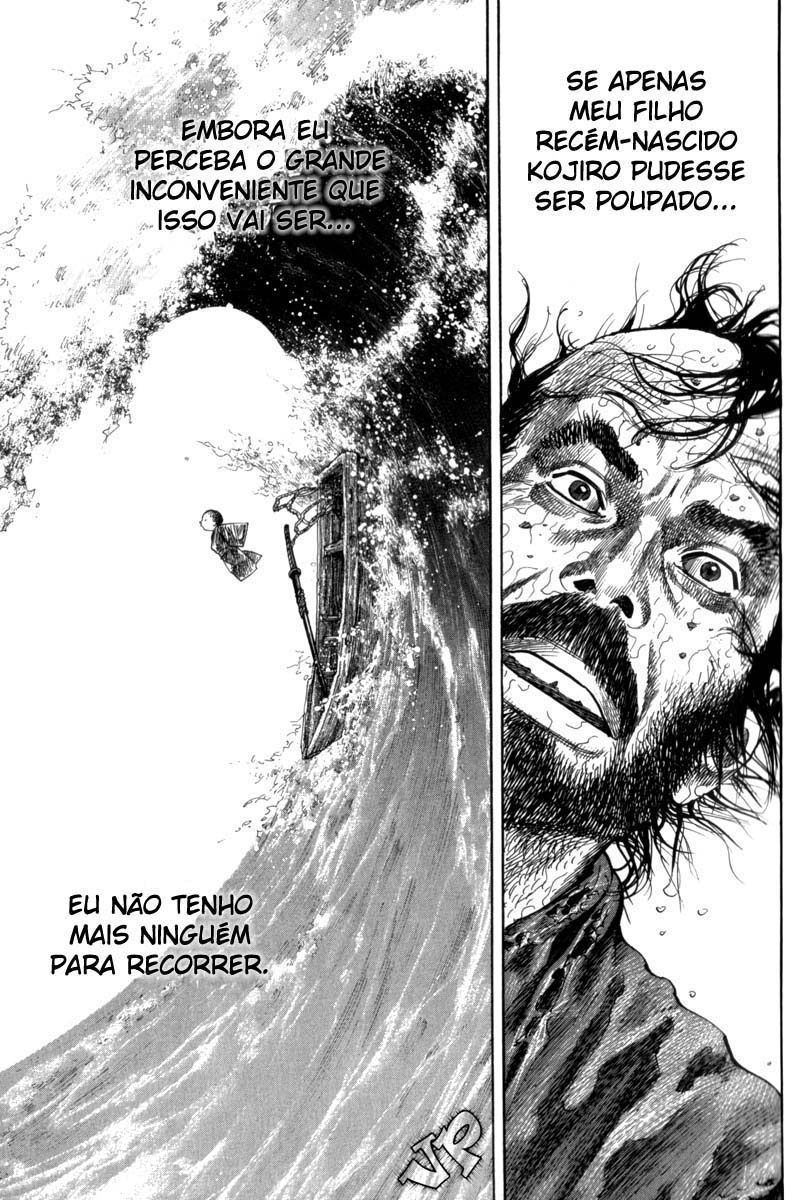 SE APENAS
MEU FILHO
RECÉM-NASCIDO
KOJIRO PUDESSE
SER POUPADO...
EMBORA EU
PERCEBA O GRANDE
INCONVENIENTE QUE
ISSO VAI SER...
EU NÃO TENHO
MAIS NINGUÉM
PARA RECORRER.
VR